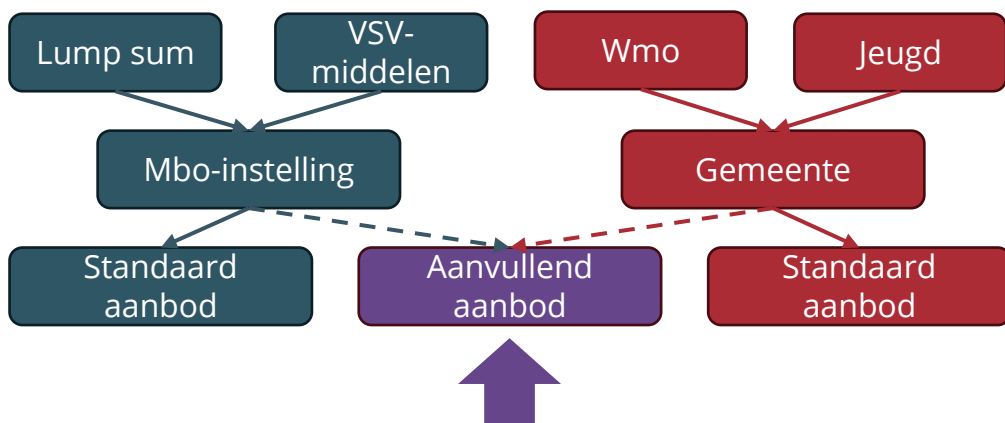 Lump sum
VSV-
middelen
Wmo
Jeugd
Mbo-instelling
Gemeente
Standaard
aanbod
Aanvullend
aanbod
Standaard
aanbod